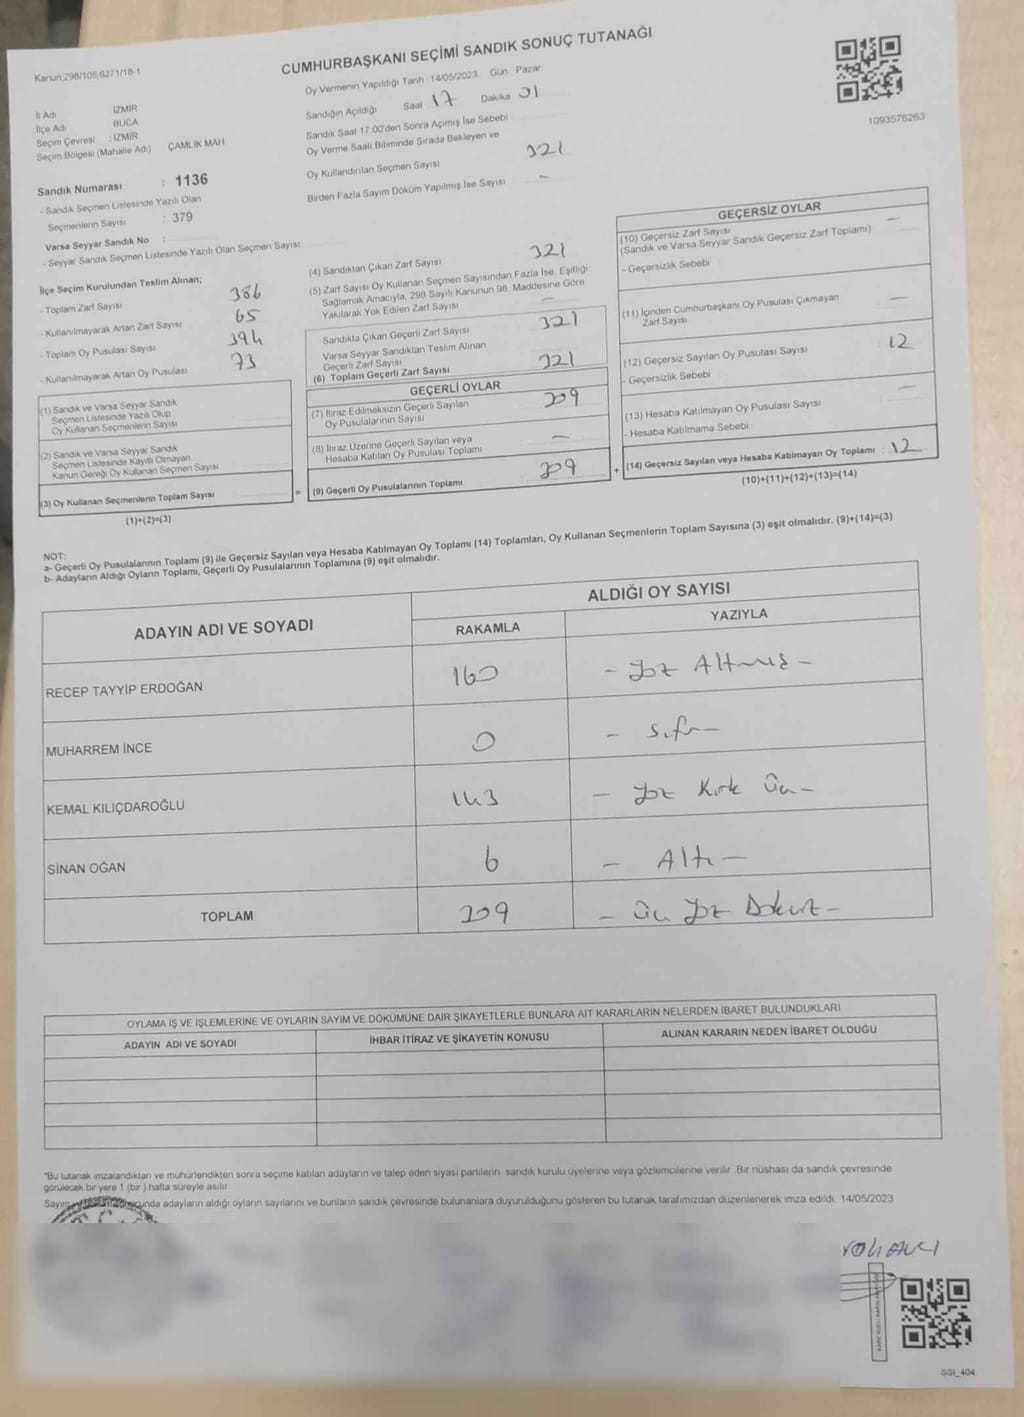 Kanun:298/105,6271/18-1
CUMHURBAŞKANI SEÇİMİ SANDIK SONUÇ TUTANAĞI
1093576263
İl Adı İZMİR
İlçe Adı BUCA
Seçim Çevresi : İZMİR
Seçim Bölgesi (Mahalle Adı) ÇAMLIK MAH
Sandık Numarası : 1136
- Sandık Seçmen Listesinde Yazılı Olan
Seçmenlerin Sayısı : 379
Varsa Seyyar Sandık No :
- Seyyar Sandık Seçmen Listesinde Yazılı Olan Seçmen Sayısı
Oy Vermenin Yapıldığı Tarih :14/05/2023 Gün Pazar
Sandığın Açıldığı Saat 17 Dakika 01
Sandık Saat 17:00'den Sonra Açımış İse Sebebi
Oy Verme Saati Bitiminde Sırada Bekleyen ve
Oy Kullandırılan Seçmen Sayısı 321
Birden Fazla Sayım Döküm Yapılmış İse Sayısı -
İlçe Seçim Kurulundan Teslim Alınan;
- Toplam Zarf Sayısı 386
- Kullanılmayarak Artan Zarf Sayısı 65
- Toplam Oy Pusulası Sayısı 394
- Kullanılmayarak Artan Oy Pusulası 73
(1) Sandık ve Varsa Seyyar Sandık
Seçmen Listesinde Yazılı Olup
Oy Kullanan Seçmenlerin Sayısı
(2) Sandık ve Varsa Seyyar Sandık
Seçmen Listesinde Kayıtlı Olmayan
Kanun Gereği Oy Kullanan Seçmen Sayısı
(3) Oy Kullanan Seçmenlerin Toplam Sayısı
(1)+(2)=(3)
=
(4) Sandıktan Çıkan Zarf Sayısı 321
(5) Zarf Sayısı Oy Kullanan Seçmen Sayısından Fazla İse, Eşitliği
Sağlamak Amacıyla, 298 Sayılı Kanunun 98. Maddesine Göre
Yakılarak Yok Edilen Zarf Sayısı -
Sandıkta Çıkan Geçerli Zarf Sayısı 321
Varsa Seyyar Sandıktan Teslim Alınan
Geçerli Zarf Sayısı
(6) Toplam Geçerli Zarf Sayısı 321
GEÇERLİ OYLAR
(7) İtiraz Edilmeksizin Geçerli Sayılan
Oy Pusulalarının Sayısı 309
(8) İtiraz Üzerine Geçerli Sayılan veya
Hesaba Katılan Oy Pusulası Toplamı -
(9) Geçerli Oy Pusulalarının Toplamı 309
+
GEÇERSİZ OYLAR
(10) Geçersiz Zarf Sayısı -
(Sandık ve Varsa Seyyar Sandık Geçersiz Zarf Toplamı)
- Geçersizlik Sebebi
(11) İçinden Cumhurbaşkanı Oy Pusulası Çıkmayan
Zarf Sayısı -
(12) Geçersiz Sayılan Oy Pusulası Sayısı 12
- Geçersizlik Sebebi
(13) Hesaba Katılmayan Oy Pusulası Sayısı -
- Hesaba Katılmama Sebebi
(14) Geçersiz Sayılan veya Hesaba Katılmayan Oy Toplamı : 12
(10)+(11)+(12)+(13)=(14)
NOT:
a- Geçerli Oy Pusulalarının Toplamı (9) ile Geçersiz Sayılan veya Hesaba Katılmayan Oy Toplamı (14) Toplamları, Oy Kullanan Seçmenlerin Toplam Sayısına (3) eşit olmalıdır. (9)+(14)=(3)
b- Adayların Aldığı Oyların Toplamı, Geçerli Oy Pusulalarının Toplamına (9) eşit olmalıdır.
ADAYIN ADI VE SOYADI ALDIĞI OY SAYISI
RAKAMLA YAZIYLA
RECEP TAYYİP ERDOĞAN 160 - Yüz Altmış -
MUHARREM İNCE 0 - Sıfır -
KEMAL KILIÇDAROĞLU 143 - Yüz Kırk Üç -
SİNAN OĞAN 6 - Altı -
TOPLAM 309 - Üç Yüz Dokuz -
OYLAMA İŞ VE İŞLEMLERİNE VE OYLARIN SAYIM VE DÖKÜMÜNE DAİR ŞİKAYETLERLE BUNLARA AİT KARARLARIN NELERDEN İBARET BULUNDUKLARI
ADAYIN ADI VE SOYADI İHBAR İTİRAZ VE ŞİKAYETİN KONUSU ALINAN KARARIN NEDEN İBARET OLDUĞU
*Bu tutanak imzalandıktan ve mühürlendikten sonra seçime katılan adayların ve talep eden siyasi partilerin sandık kurulu üyelerine veya gözlemcilerine verilir. Bir nüshası da sandık çevresinde
görülecek bir yere 1 (bir) hafta süreyle asılır.
adayların aldığı oyların sayılarını ve bunların sandık çevresinde bulunanlara duyurulduğunu gösteren bu tutanak tarafımızdan düzenlenerek imza edildi. 14/05/2023
SSI_404